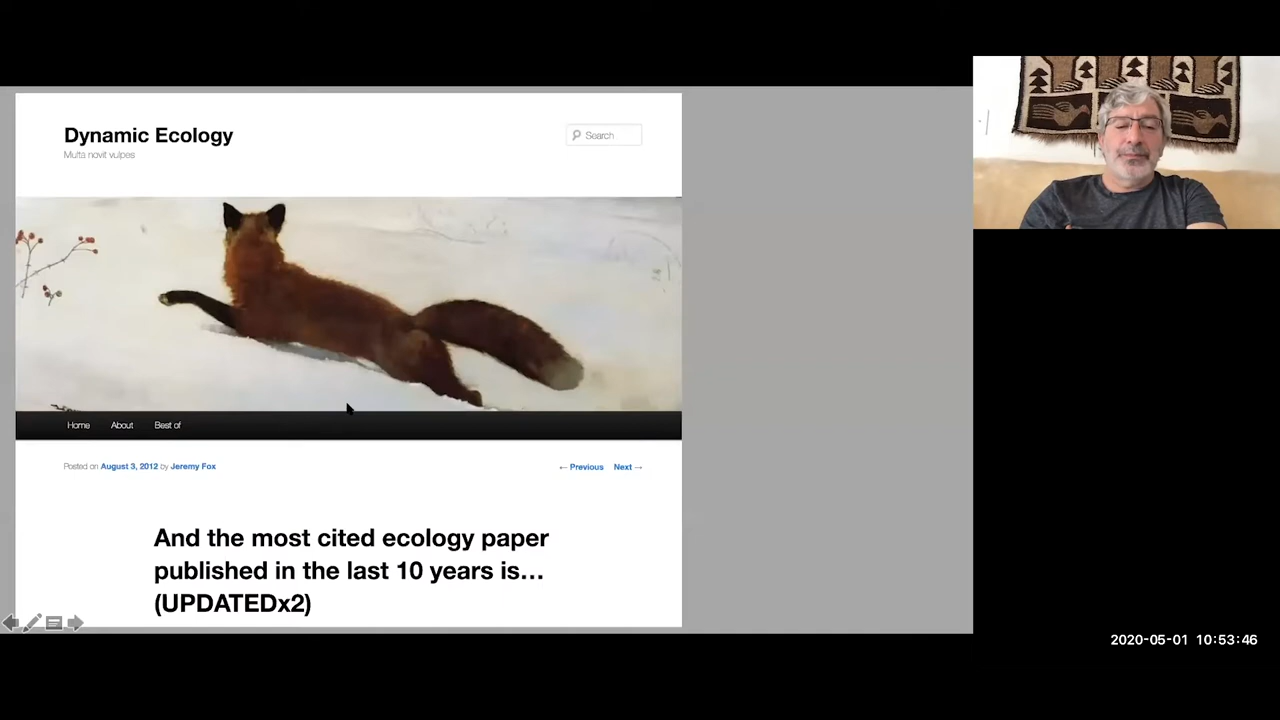 Dynamic Ecology
Multa novit vulpes
Search
Home About Best of
Posted on August 3, 2012 by Jeremy Fox
← Previous Next →
And the most cited ecology paper
published in the last 10 years is…
(UPDATEDx2)
2020-05-01 10:53:46